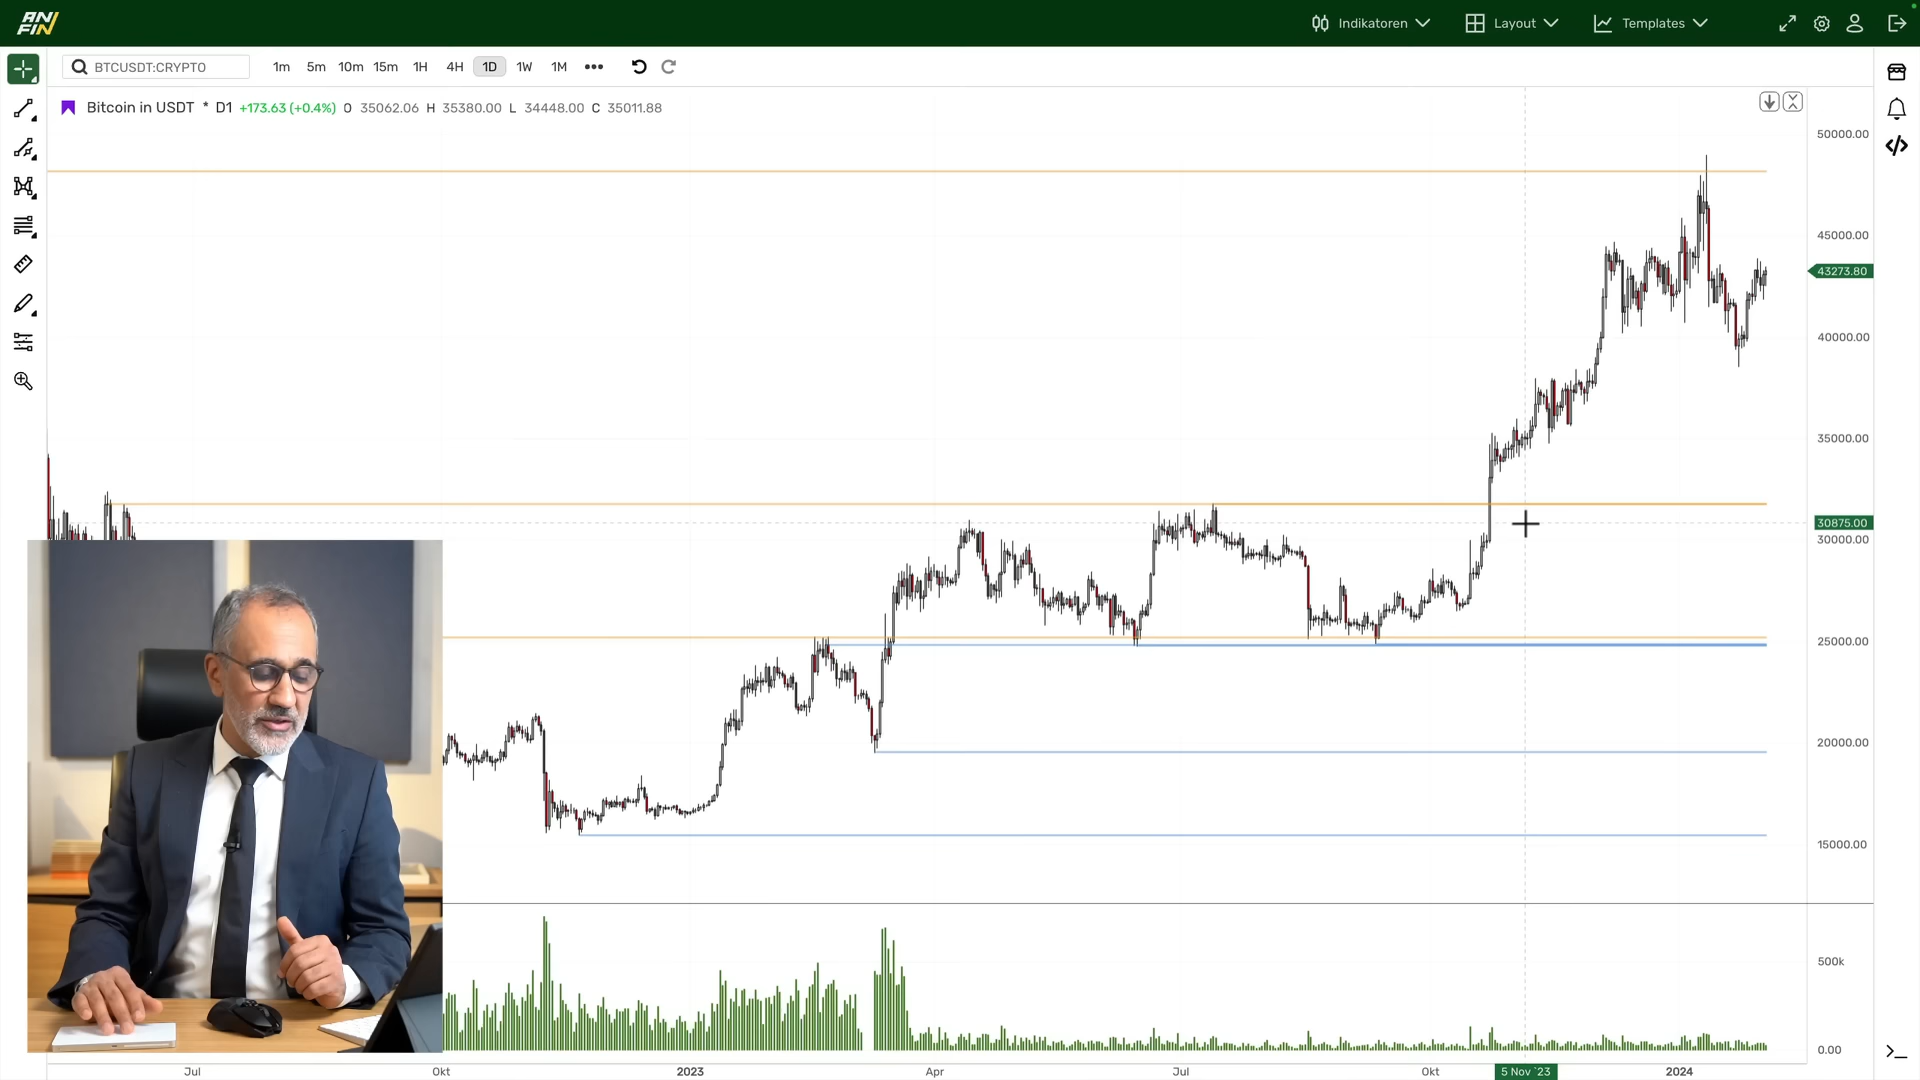 ANFIN
Indikatoren
Layout
Templates
BTCUSDT:CRYPTO
1m 5m 10m 15m 1H 4H 1D 1W 1M
Bitcoin in USDT * D1 +173.63 (+0.4%) O 35062.06 H 35380.00 L 34448.00 C 35011.88
50000.00
45000.00
43273.80
40000.00
35000.00
30875.00
30000.00
25000.00
20000.00
15000.00
500k
0.00
Jul Okt 2023 Apr Jul Okt 5 Nov `23 2024